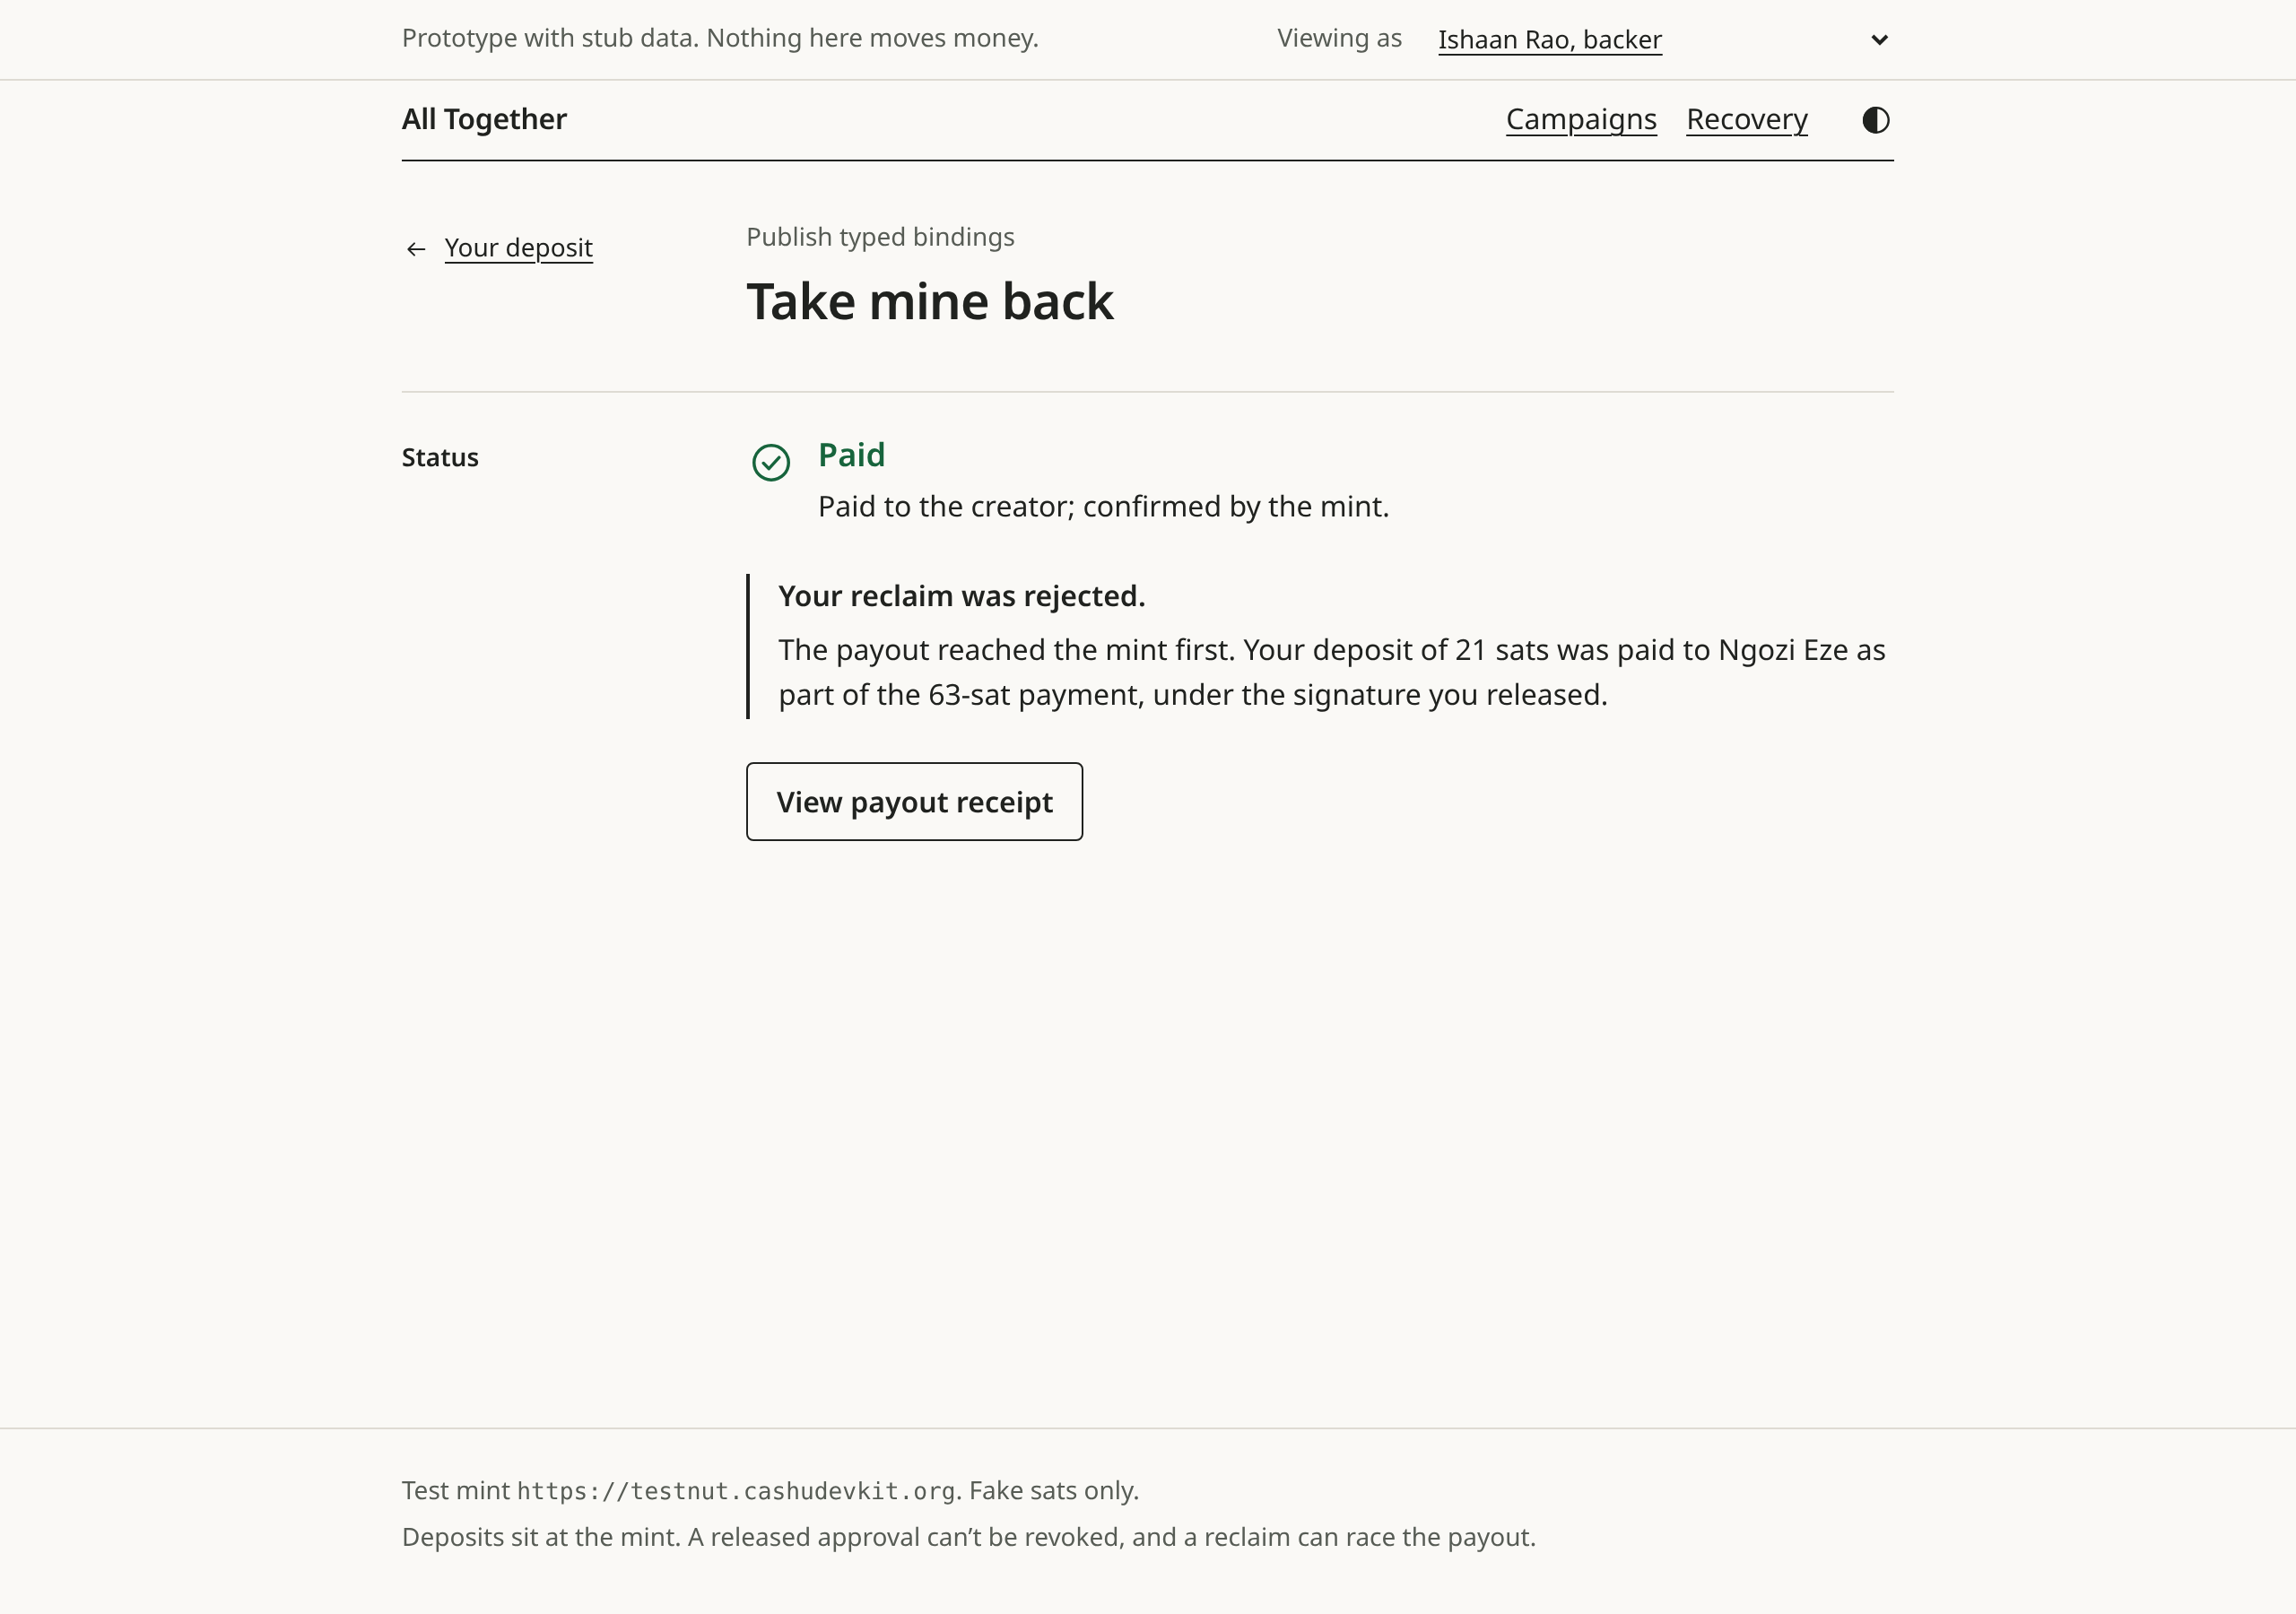 Prototype with stub data. Nothing here moves money.
Viewing as Ishaan Rao, backer
All Together
Campaigns Recovery
← Your deposit
Publish typed bindings
Take mine back
Status
Paid
Paid to the creator; confirmed by the mint.
Your reclaim was rejected.
The payout reached the mint first. Your deposit of 21 sats was paid to Ngozi Eze as
part of the 63-sat payment, under the signature you released.
View payout receipt
Test mint https://testnut.cashudevkit.org. Fake sats only.
Deposits sit at the mint. A released approval can’t be revoked, and a reclaim can race the payout.